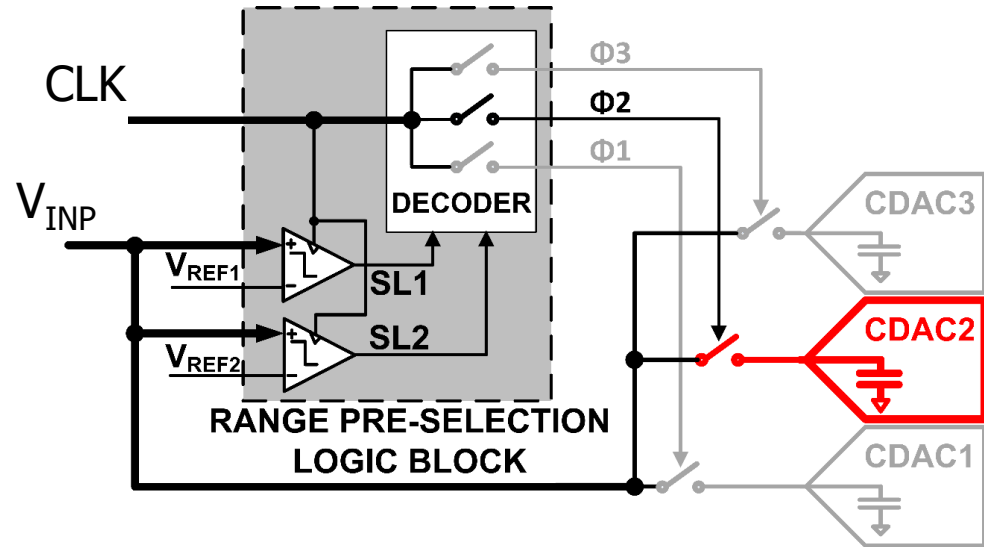 CLK
Φ3
Φ2
Φ1
DECODER
CDAC3
V_INP
+
V_REF1
−
SL1
+
SL2
V_REF2
−
CDAC2
RANGE PRE-SELECTION
LOGIC BLOCK
CDAC1